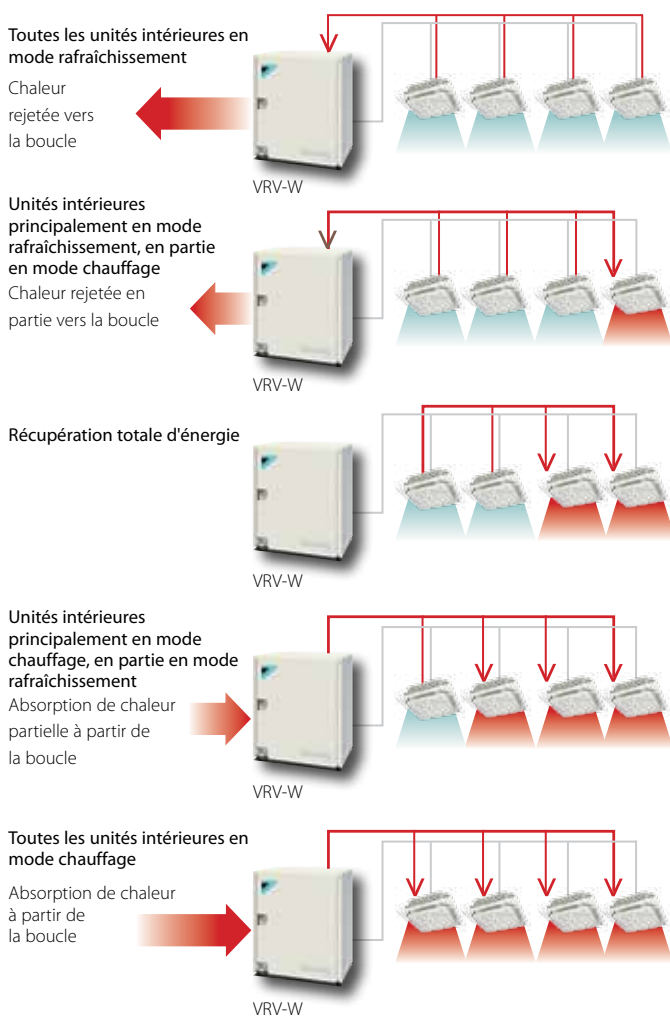 Toutes les unités intérieures en
mode rafraîchissement
Chaleur
rejetée vers
la boucle
VRV-W
Unités intérieures
principalement en mode
rafraîchissement, en partie
en mode chauffage
Chaleur rejetée en
partie vers la boucle
VRV-W
Récupération totale d'énergie
VRV-W
Unités intérieures
principalement en mode
chauffage, en partie en mode
rafraîchissement
Absorption de chaleur
partielle à partir de
la boucle
VRV-W
Toutes les unités intérieures en
mode chauffage
Absorption de chaleur
à partir de
la boucle
VRV-W